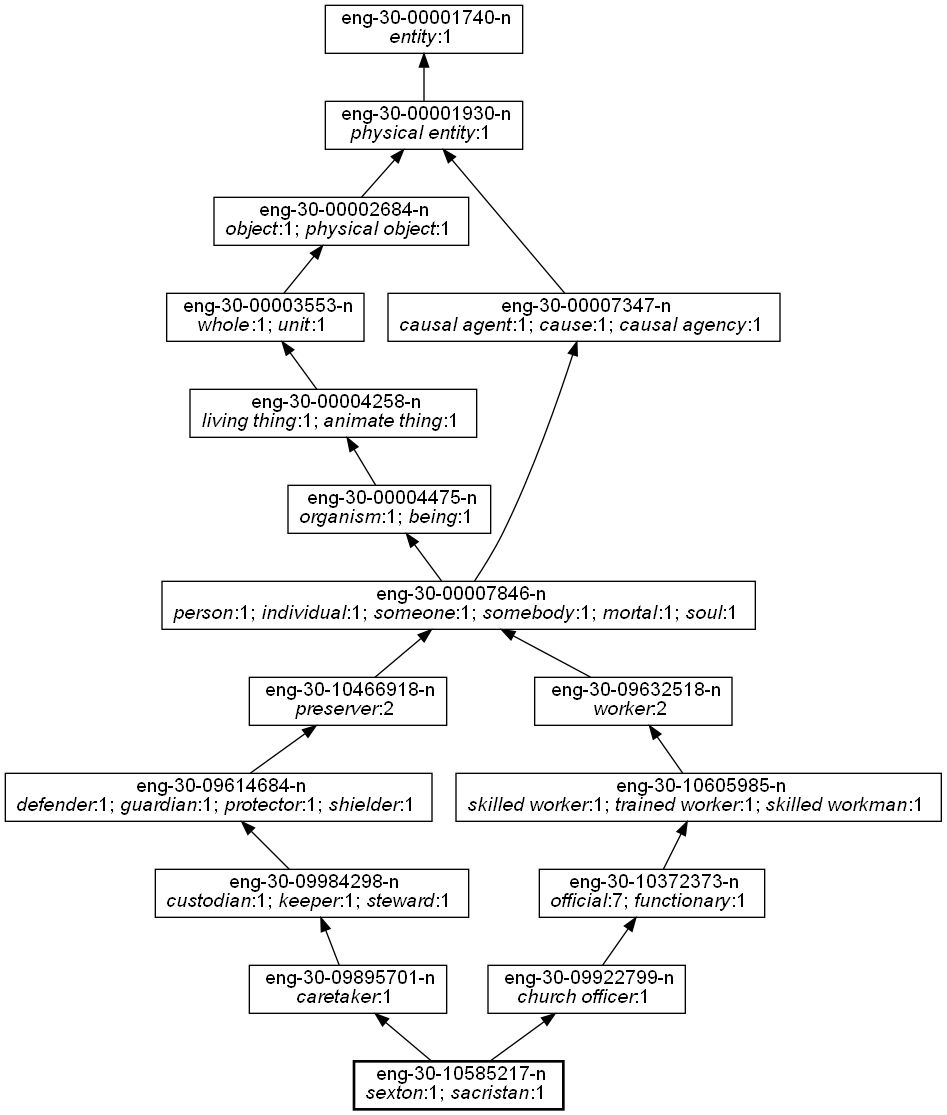 eng-30-00001740-n
entity:1
eng-30-00001930-n
physical entity:1
eng-30-00002684-n
object:1; physical object:1
eng-30-00003553-n
whole:1; unit:1
eng-30-00007347-n
causal agent:1; cause:1; causal agency:1
eng-30-00004258-n
living thing:1; animate thing:1
eng-30-00004475-n
organism:1; being:1
eng-30-00007846-n
person:1; individual:1; someone:1; somebody:1; mortal:1; soul:1
eng-30-10466918-n
preserver:2
eng-30-09632518-n
worker:2
eng-30-09614684-n
defender:1; guardian:1; protector:1; shielder:1
eng-30-10605985-n
skilled worker:1; trained worker:1; skilled workman:1
eng-30-09984298-n
custodian:1; keeper:1; steward:1
eng-30-10372373-n
official:7; functionary:1
eng-30-09895701-n
caretaker:1
eng-30-09922799-n
church officer:1
eng-30-10585217-n
sexton:1; sacristan:1